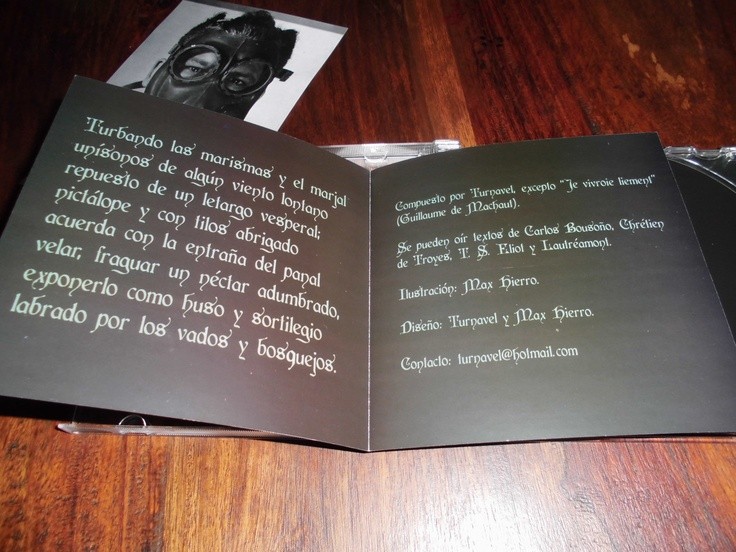 Turbando las marismas y el marjal
unísonos de algún viento lontano
repuesto de un letargo vesperal;
nictálope y con tilos abrigado
acuerda con la entraña del panal
velar, fraguar un néctar adumbrado,
exponerlo como huso y sortilegio
labrado por los vados y bosquejos.
Compuesto por Turnavel, excepto "Je vivroie liement"
(Guillaume de Machaut).
Se pueden oír textos de Carlos Bousoño, Chrétien
de Troyes, T. S. Eliot y Lautréamont.
Ilustración: Max Hierro.
Diseño: Turnavel y Max Hierro.
Contacto: turnavel@hotmail.com